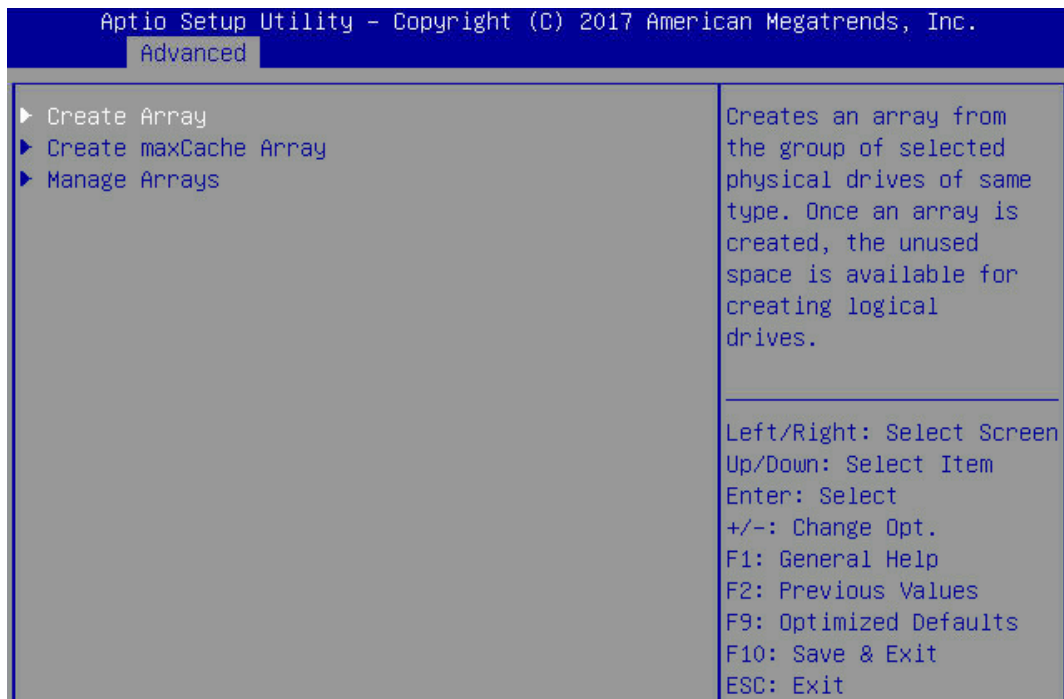 Aptio Setup Utility – Copyright (C) 2017 American Megatrends, Inc.
Advanced
Create Array
Create maxCache Array
Manage Arrays
Creates an array from
the group of selected
physical drives of same
type. Once an array is
created, the unused
space is available for
creating logical
drives.
Left/Right: Select Screen
Up/Down: Select Item
Enter: Select
+/-: Change Opt.
F1: General Help
F2: Previous Values
F9: Optimized Defaults
F10: Save & Exit
ESC: Exit